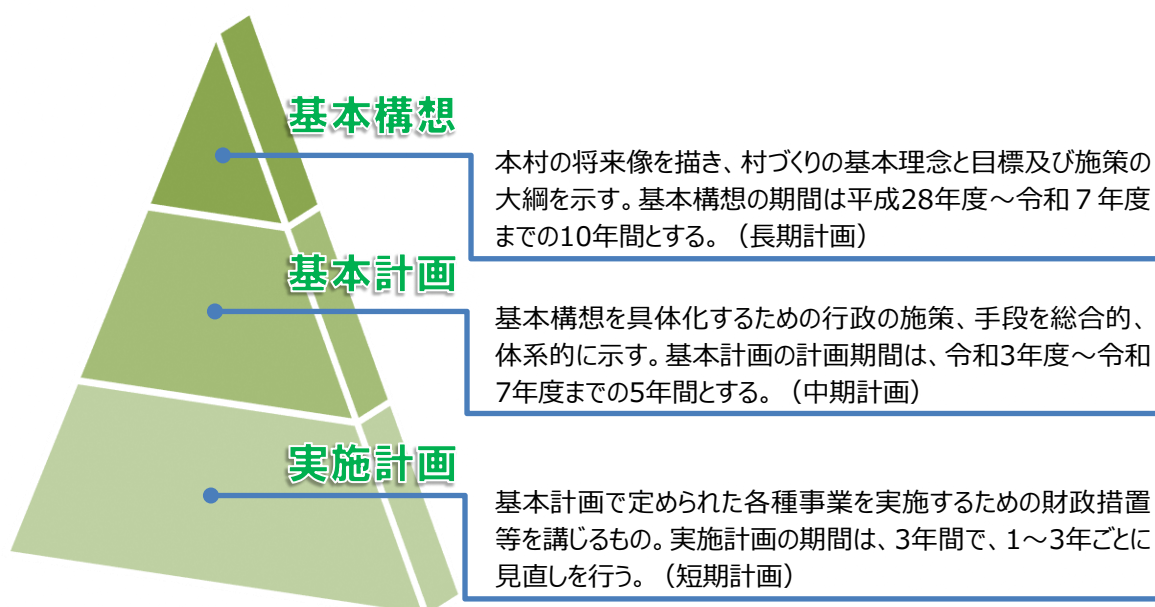 基本構想
本村の将来像を描き、村づくりの基本理念と目標及び施策の
大綱を示す。基本構想の期間は平成28年度～令和７年度
までの10年間とする。（長期計画）
基本計画
基本構想を具体化するための行政の施策、手段を総合的、
体系的に示す。基本計画の計画期間は、令和3年度～令和
7年度までの5年間とする。（中期計画）
実施計画
基本計画で定められた各種事業を実施するための財政措置
等を講じるもの。実施計画の期間は、3年間で、1～3年ごとに
見直しを行う。（短期計画）